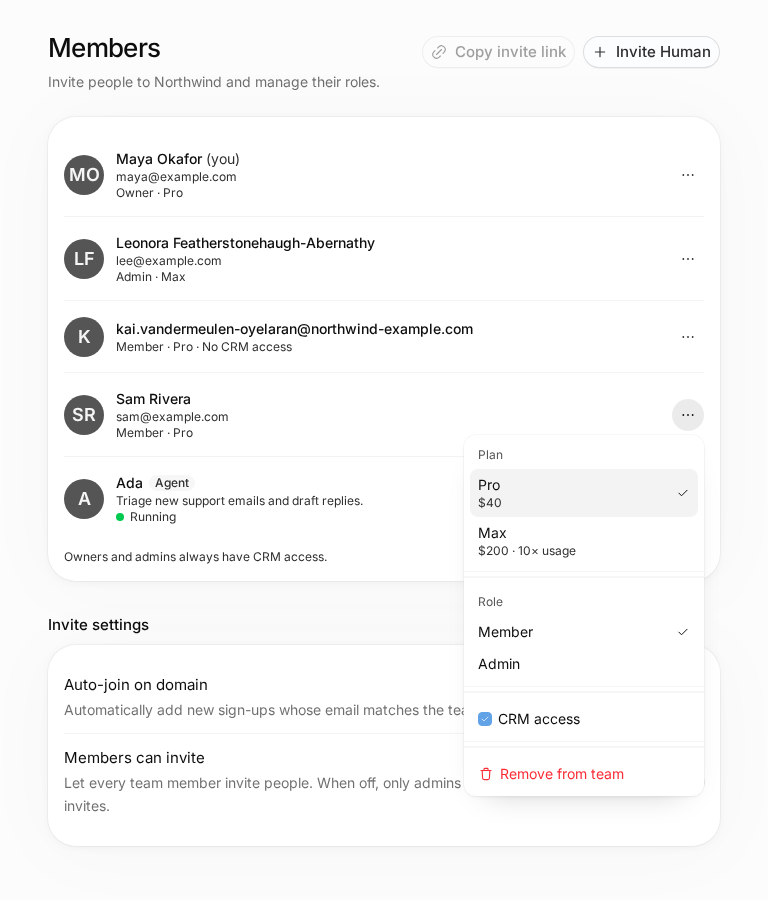 Members
Copy invite link
Invite Human
Invite people to Northwind and manage their roles.
MO
Maya Okafor (you)
maya@example.com
Owner · Pro
LF
Leonora Featherstonehaugh-Abernathy
lee@example.com
Admin · Max
K
kai.vandermeulen-oyelaran@northwind-example.com
Member · Pro · No CRM access
SR
Sam Rivera
sam@example.com
Member · Pro
A
Ada Agent
Triage new support emails and draft replies.
Running
Owners and admins always have CRM access.
Plan
Pro
$40
Max
$200 · 10× usage
Role
Member
Admin
CRM access
Remove from team
Invite settings
Auto-join on domain
Automatically add new sign-ups whose email matches the
Members can invite
Let every team member invite people. When off, only admins
invites.